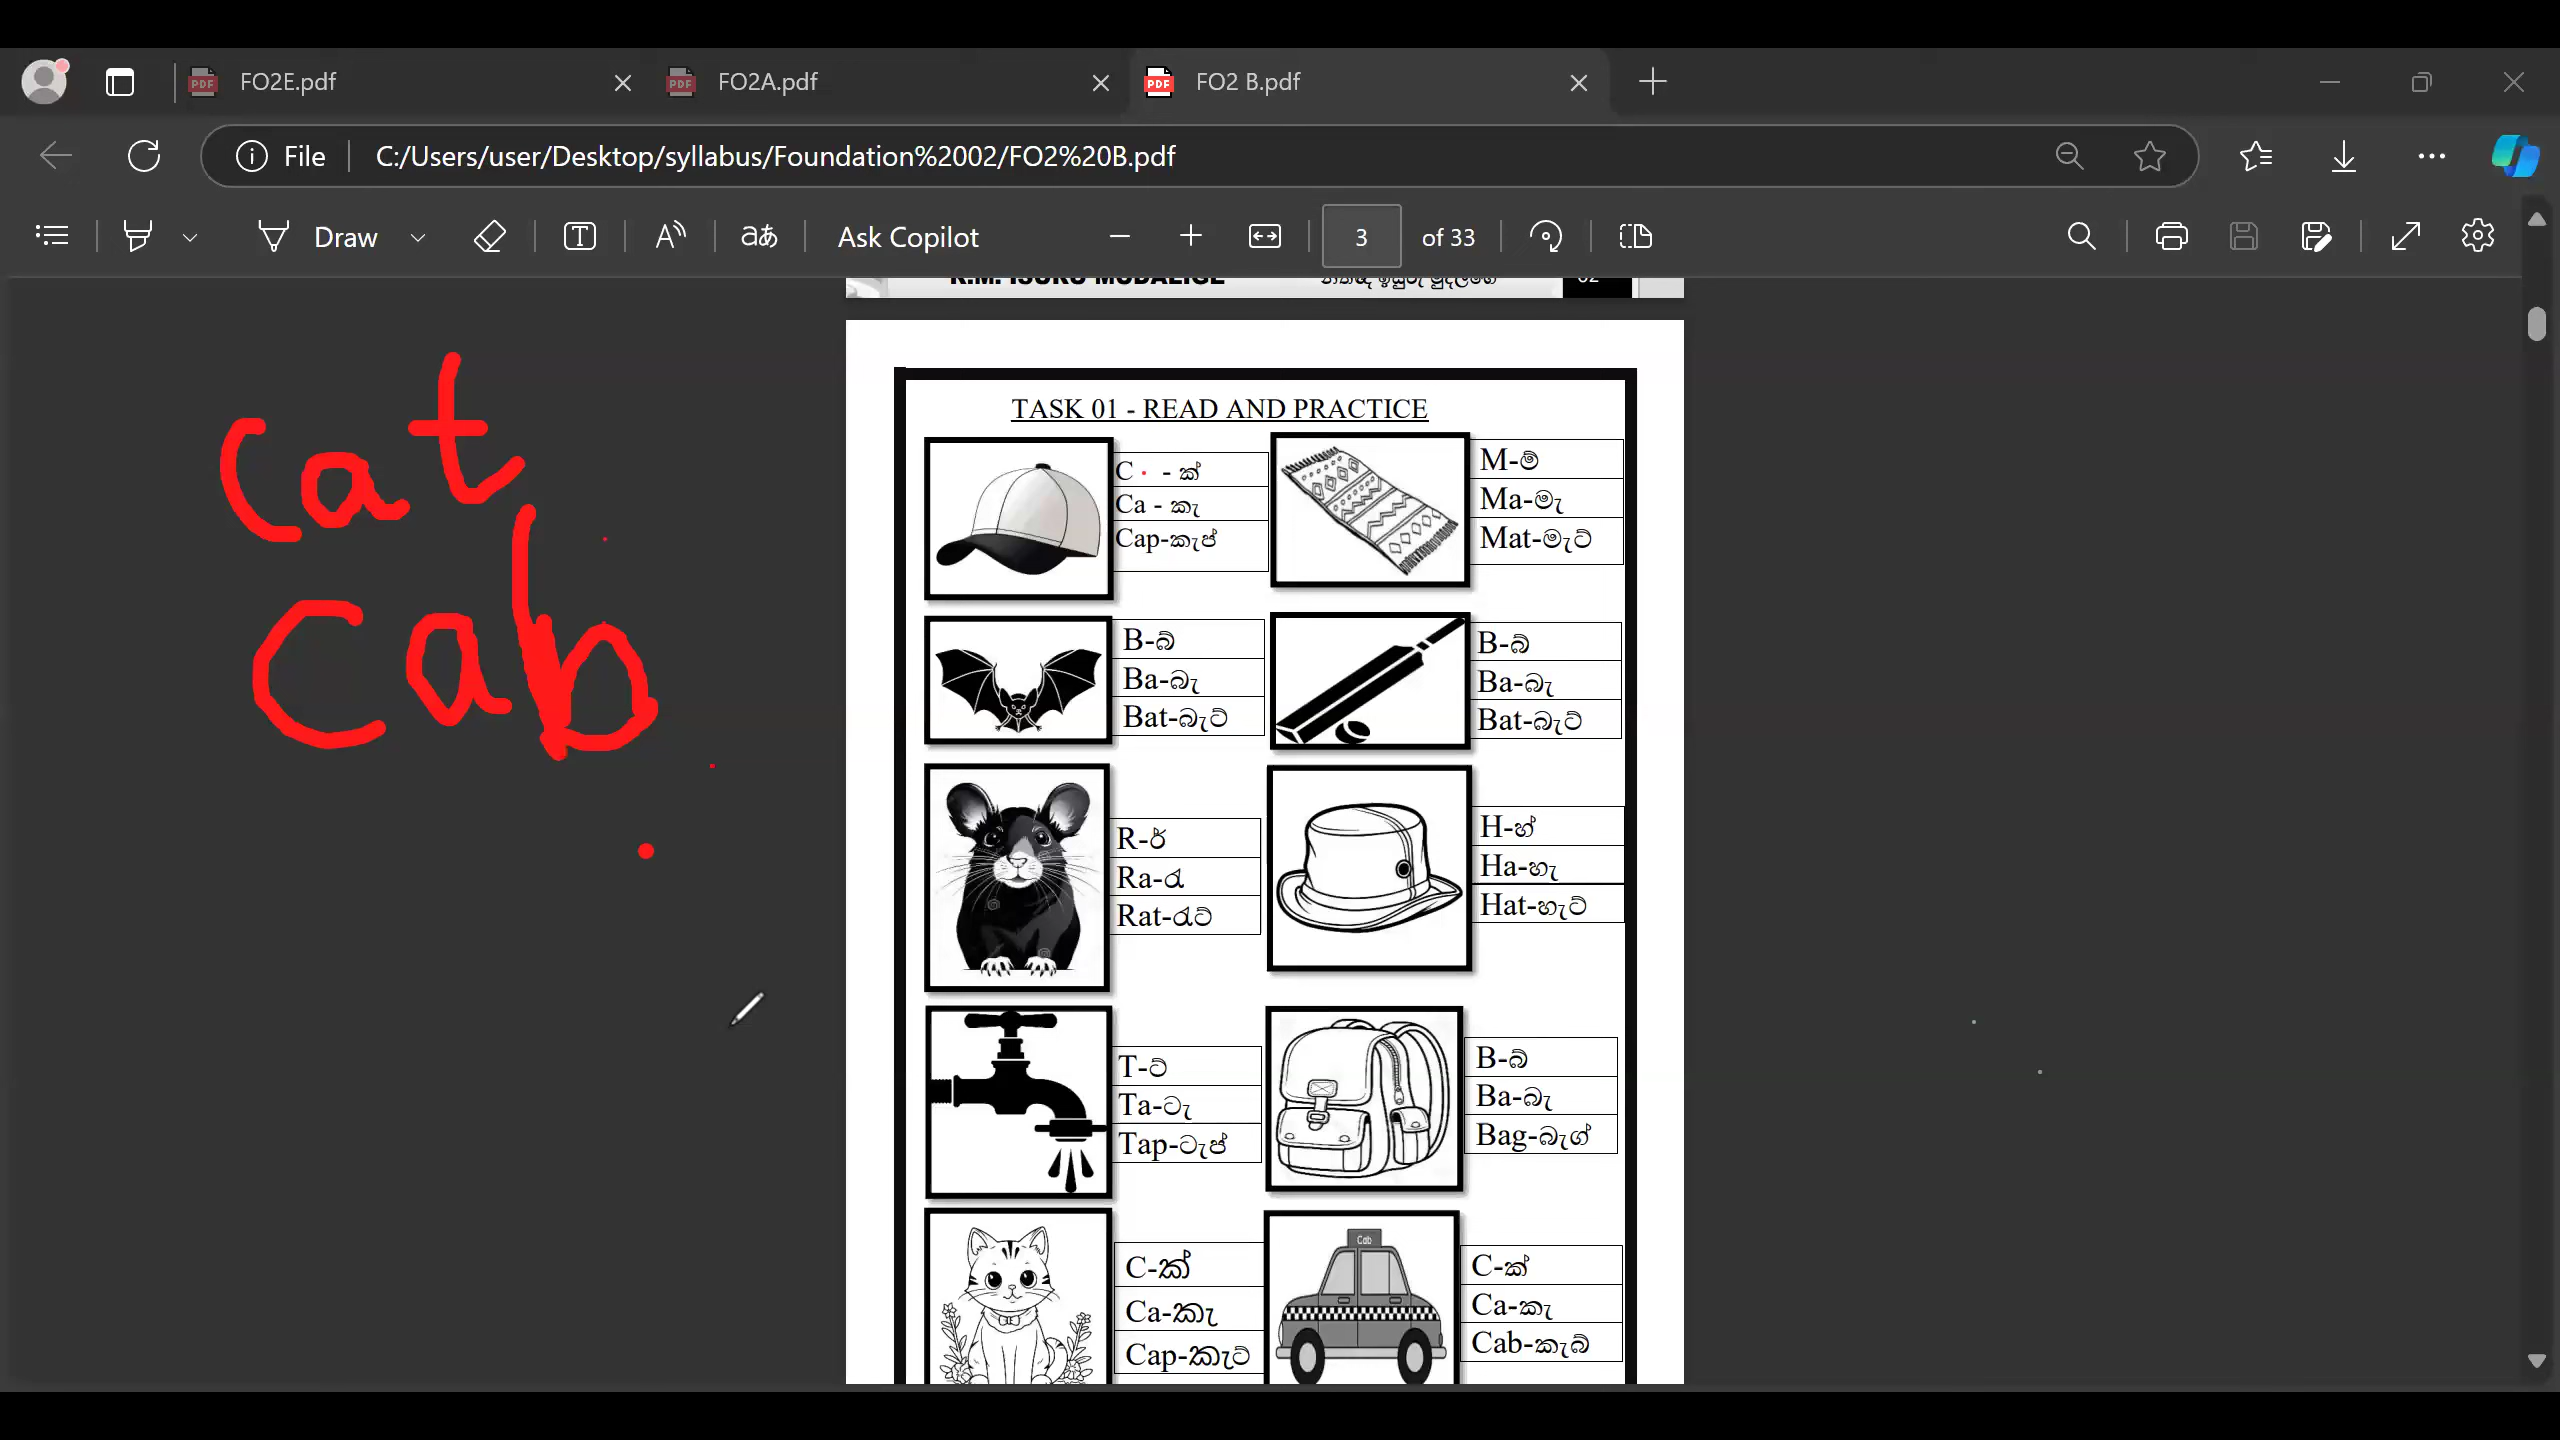 FO2E.pdf
FO2A.pdf
FO2 B.pdf
File
C:/Users/user/Desktop/syllabus/Foundation%2002/FO2%20B.pdf
Draw
Ask Copilot
3
of 33
cat
cab
TASK 01 - READ AND PRACTICE
C - ක්
Ca - කැ
Cap-කැප්
M-ම්
Ma-මැ
Mat-මැට්
B-බ්
Ba-බැ
Bat-බැට්
B-බ්
Ba-බැ
Bat-බැට්
R-ර්
Ra-රැ
Rat-රැට්
H-හ්
Ha-හැ
Hat-හැට්
T-ට්
Ta-ටැ
Tap-ටැප්
B-බ්
Ba-බැ
Bag-බැග්
C-ක්
Ca-කැ
Cap-කැට්
Cab
C-ක්
Ca-කැ
Cab-කැබ්